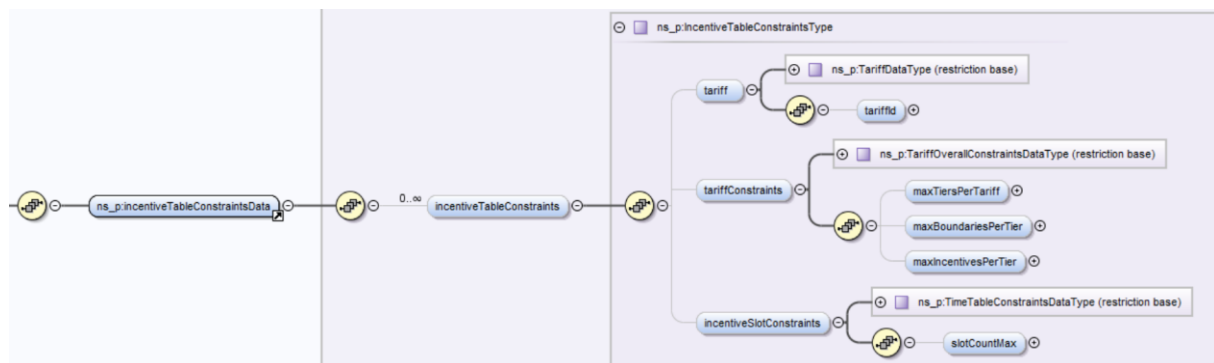 ns_p:IncentiveTableConstraintsType
ns_p:TariffDataType (restriction base)
tariff
tariffId
ns_p:TariffOverallConstraintsDataType (restriction base)
ns_p:incentiveTableConstraintsData
0..∞
incentiveTableConstraints
tariffConstraints
maxTiersPerTariff
maxBoundariesPerTier
maxIncentivesPerTier
ns_p:TimeTableConstraintsDataType (restriction base)
incentiveSlotConstraints
slotCountMax